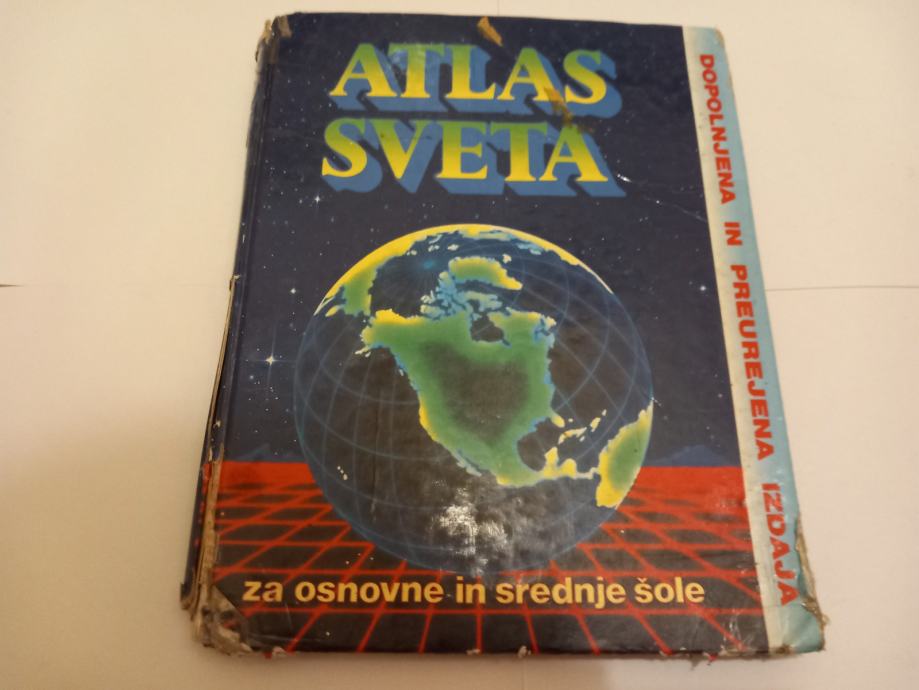 ATLAS
SVETA
za osnovne in srednje šole
DOPOLNJENA IN PREUREJENA IZDAJA